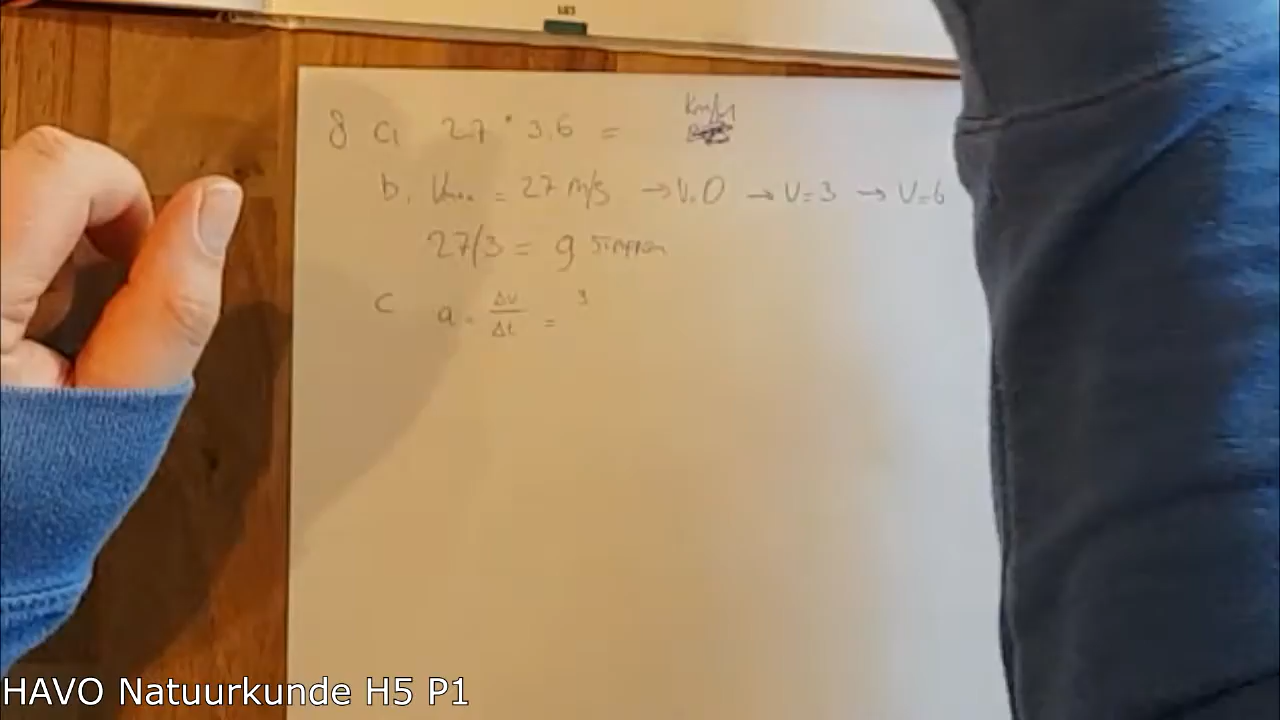 8 a 27 · 3.6 = km/h
b. Vmax = 27 m/s → V=0 → V=3 → V=6
27/3 = 9 stappen
c a = Δv/Δt = 3
HAVO Natuurkunde H5 P1